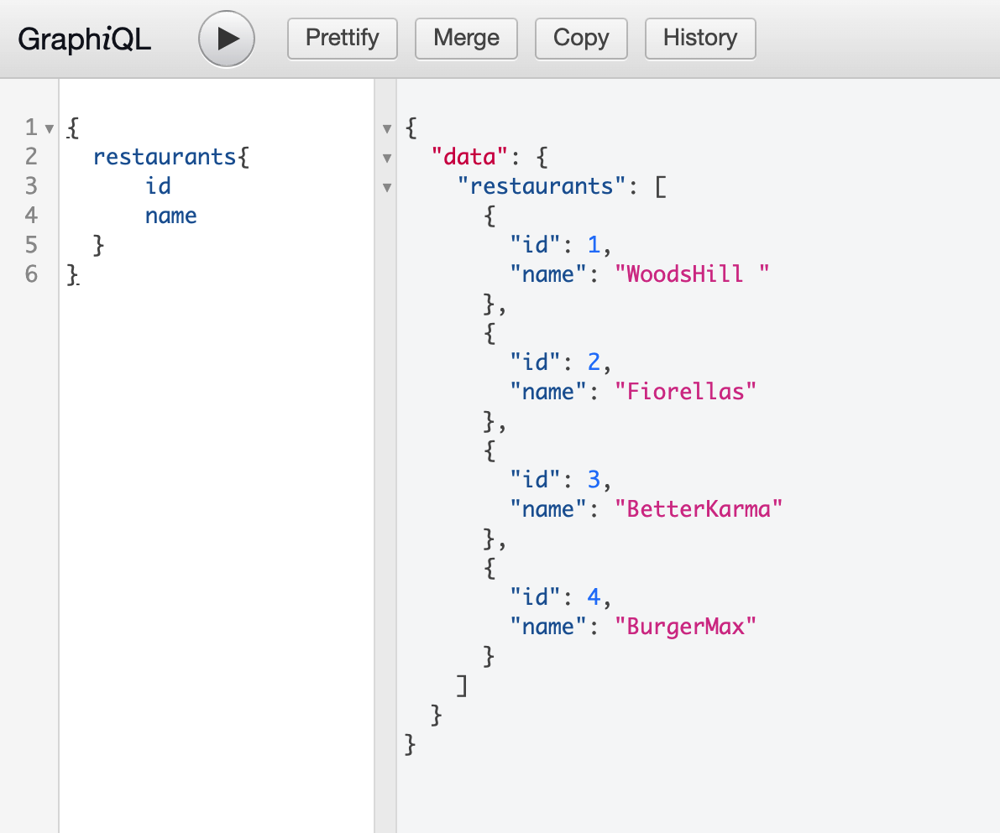 GraphiQL Prettify Merge Copy History
1 {
2 restaurants{
3 id
4 name
5 }
6 }
{
"data": {
"restaurants": [
{
"id": 1,
"name": "WoodsHill "
},
{
"id": 2,
"name": "Fiorellas"
},
{
"id": 3,
"name": "BetterKarma"
},
{
"id": 4,
"name": "BurgerMax"
}
]
}
}